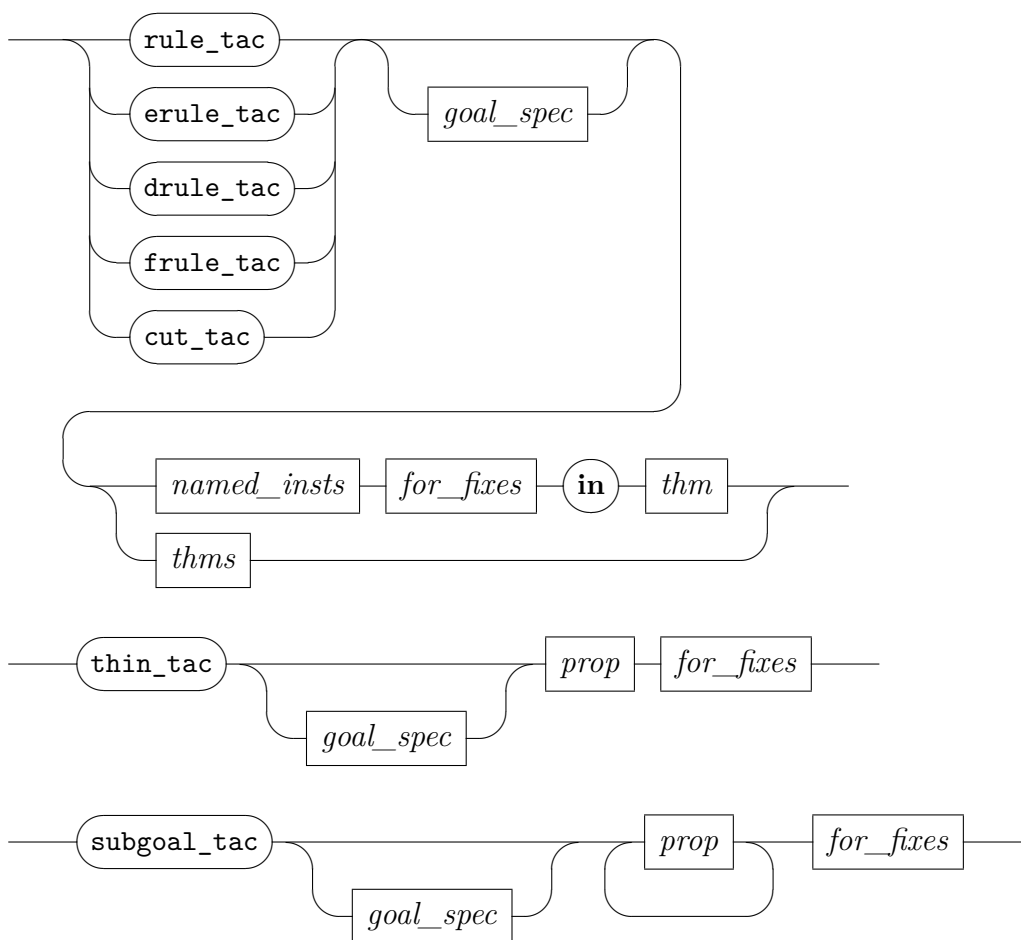 rule_tac
erule_tac goal_spec
drule_tac
frule_tac
cut_tac
named_insts for_fixes in thm
thms
thin_tac prop for_fixes
goal_spec
subgoal_tac prop for_fixes
goal_spec